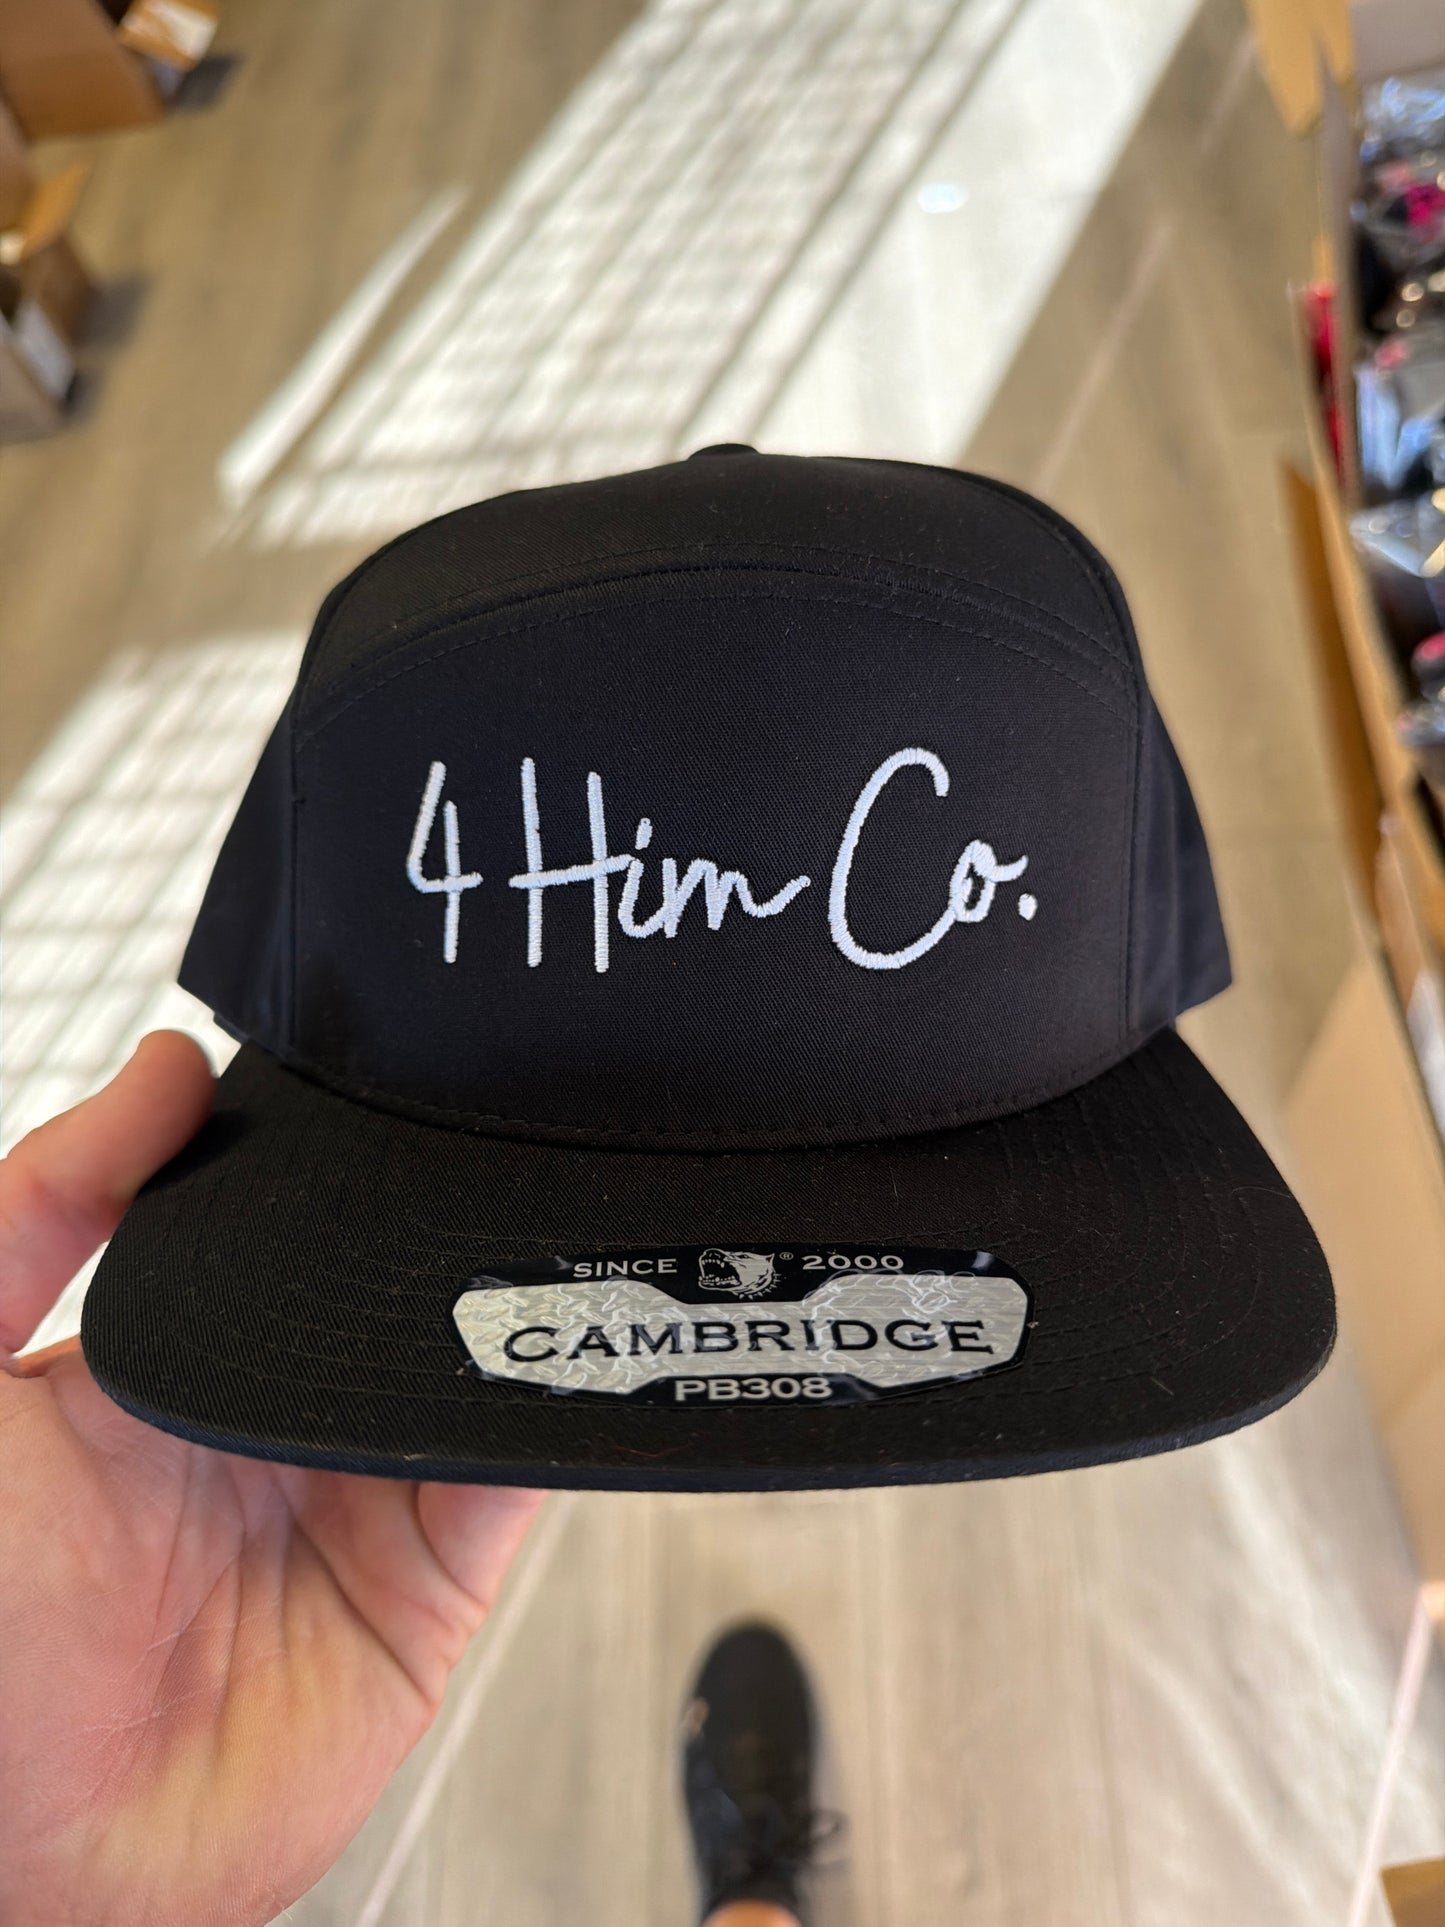 4 Him Co.
SINCE ® 2000
CAMBRIDGE
PB308